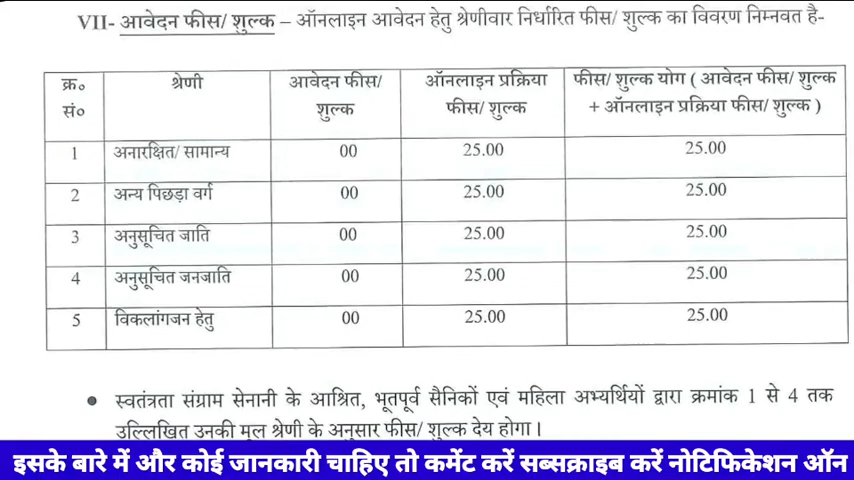 VII- आवेदन फीस/ शुल्क – ऑनलाइन आवेदन हेतु श्रेणीवार निर्धारित फीस/ शुल्क का विवरण निम्नवत है-
क्र० सं० श्रेणी आवेदन फीस/ शुल्क ऑनलाइन प्रक्रिया फीस/ शुल्क फीस/ शुल्क योग ( आवेदन फीस/ शुल्क + ऑनलाइन प्रक्रिया फीस/ शुल्क )
1 अनारक्षित/ सामान्य 00 25.00 25.00
2 अन्य पिछड़ा वर्ग 00 25.00 25.00
3 अनुसूचित जाति 00 25.00 25.00
4 अनुसूचित जनजाति 00 25.00 25.00
5 विकलांगजन हेतु 00 25.00 25.00
● स्वतंत्रता संग्राम सेनानी के आश्रित, भूतपूर्व सैनिकों एवं महिला अभ्यर्थियों द्वारा क्रमांक 1 से 4 तक
उल्लिखित उनकी मूल श्रेणी के अनुसार फीस/ शुल्क देय होगा।
इसके बारे में और कोई जानकारी चाहिए तो कमेंट करें सब्सक्राइब करें नोटिफिकेशन ऑन